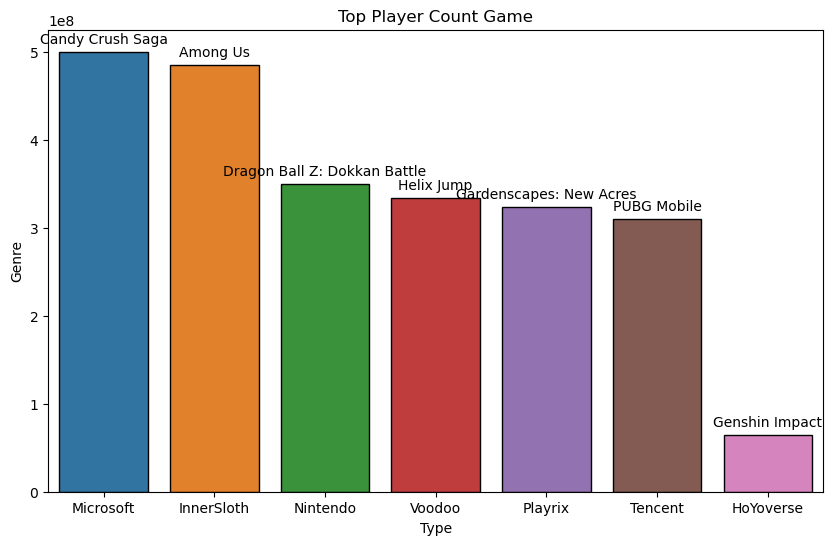 Top Player Count Game
1e8
Candy Crush Saga
Among Us
Dragon Ball Z: Dokkan Battle
Helix Jump
Gardenscapes: New Acres
PUBG Mobile
Genshin Impact
5
4
3
2
1
0
Genre
Microsoft InnerSloth Nintendo Voodoo Playrix Tencent HoYoverse
Type